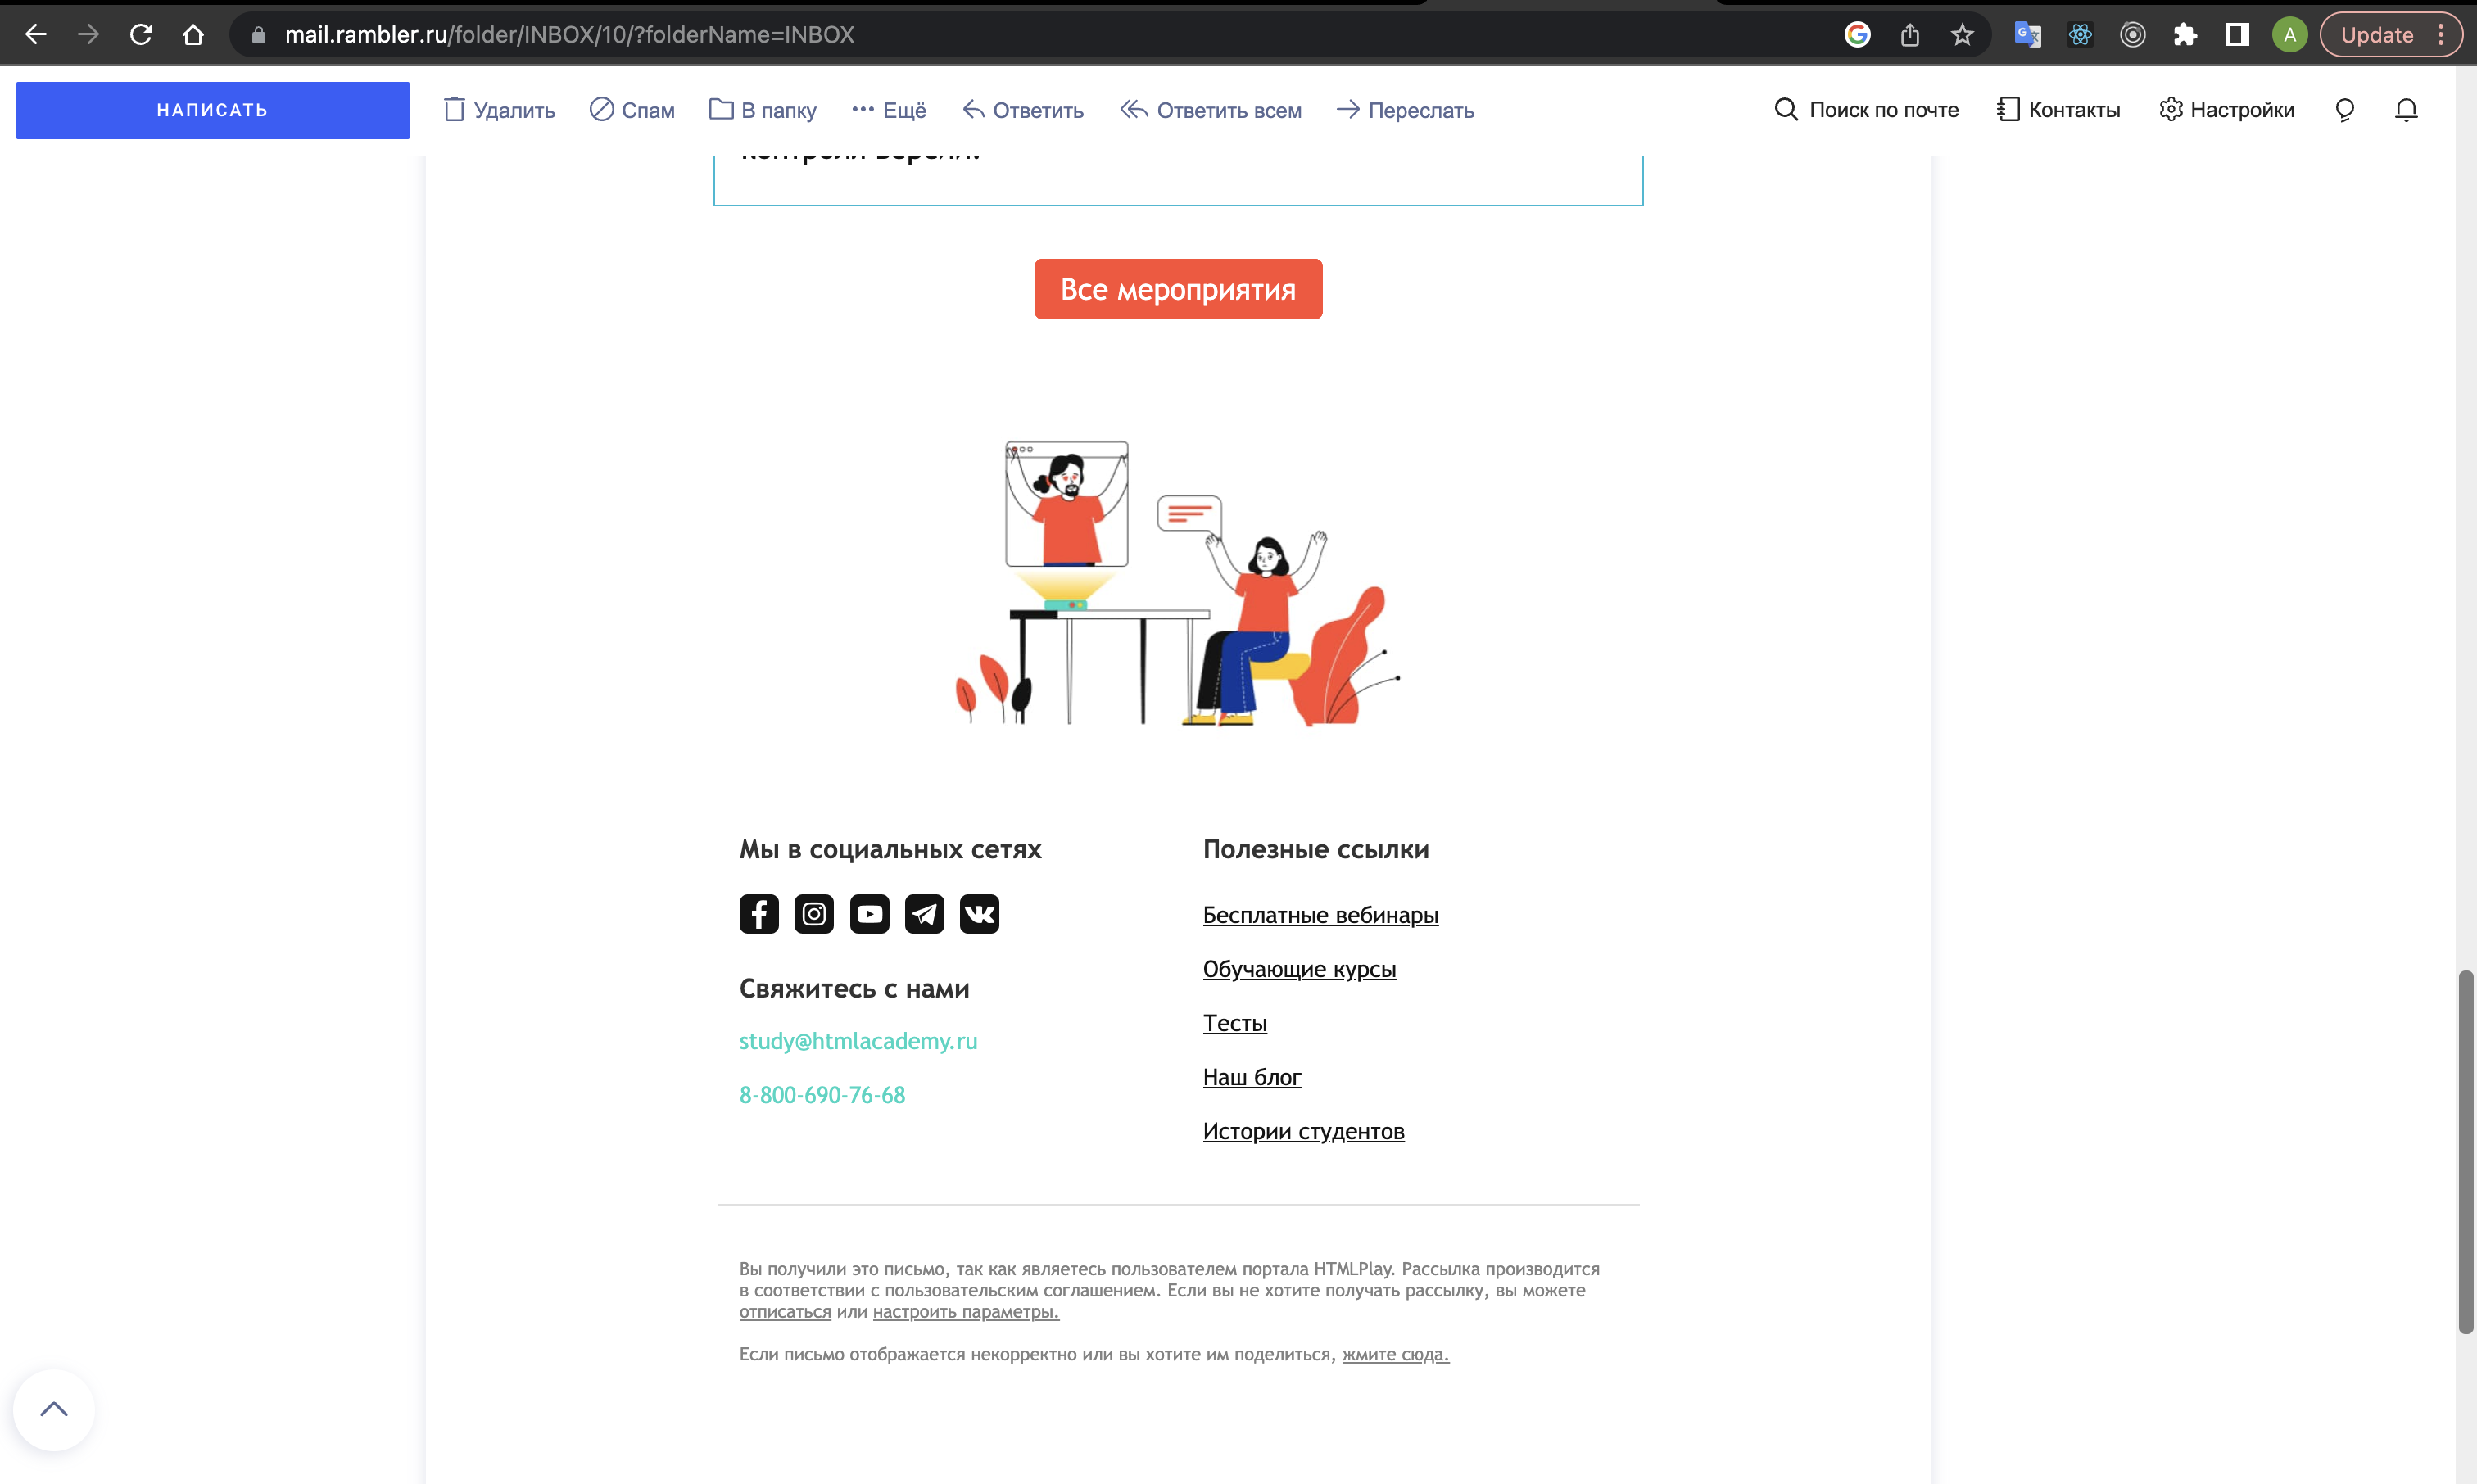 mail.rambler.ru/folder/INBOX/10/?folderName=INBOX
A
Update
НАПИСАТЬ
Удалить
Спам
В папку
Ещё
Ответить
Ответить всем
Переслать
Поиск по почте
Контакты
Настройки
контроля версий.
Все мероприятия
Мы в социальных сетях
Свяжитесь с нами
study@htmlacademy.ru
8-800-690-76-68
Полезные ссылки
Бесплатные вебинары
Обучающие курсы
Тесты
Наш блог
Истории студентов
Вы получили это письмо, так как являетесь пользователем портала HTMLPlay. Рассылка производится
в соответствии с пользовательским соглашением. Если вы не хотите получать рассылку, вы можете
отписаться или настроить параметры.
Если письмо отображается некорректно или вы хотите им поделиться, жмите сюда.